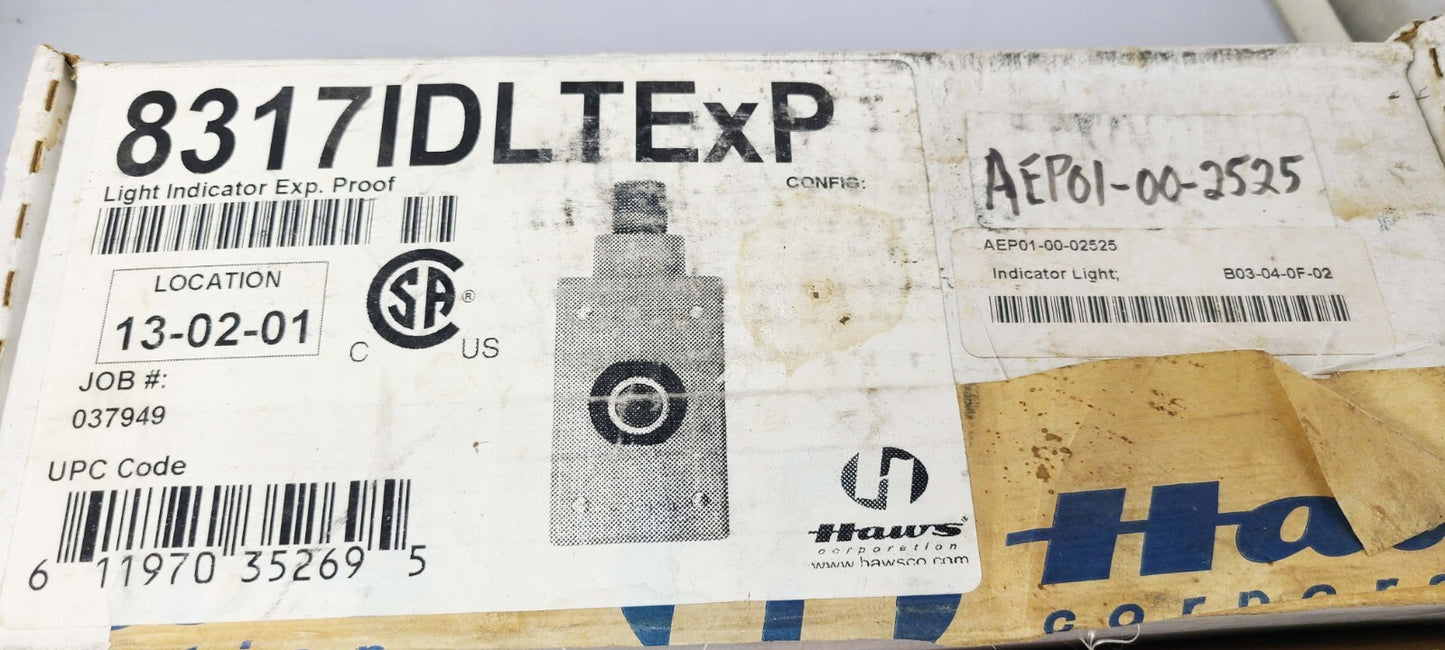 8317IDLTExP
Light Indicator Exp. Proof
CONFIG:
LOCATION
13-02-01
CSA
®
C US
JOB #:
037949
UPC Code
6 11970 35269 5
Haws®
corporation
www.hawsco.com
AEP01-00-2525
AEP01-00-02525
Indicator Light; B03-04-0F-02